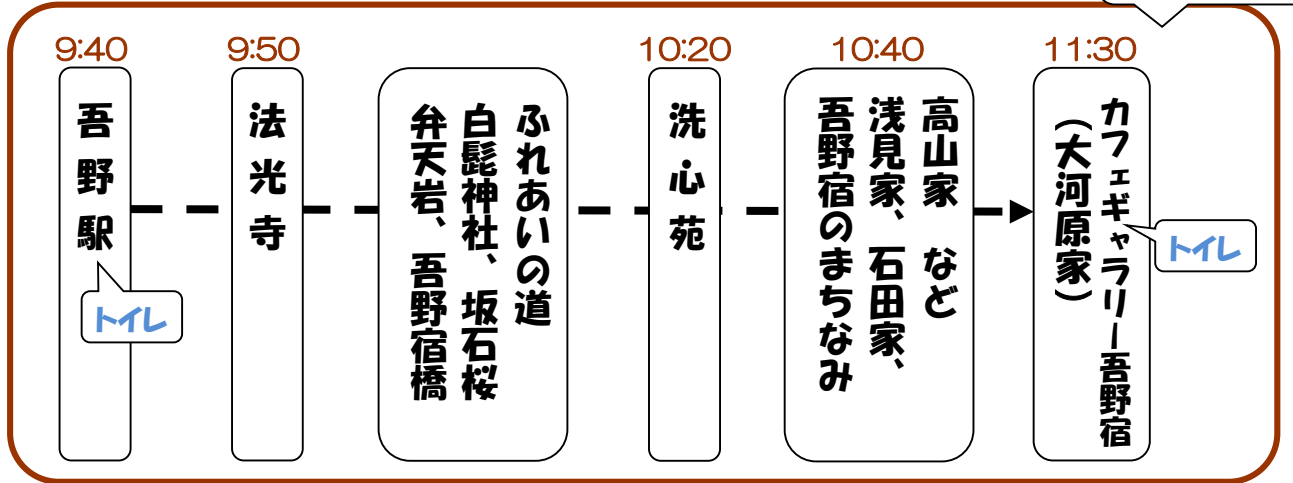 9:40
吾野駅
トイレ
9:50
法光寺
ふれあいの道
白髭神社、坂石桜
弁天岩、吾野宿橋
10:20
洗心苑
10:40
高山家　など
浅見家、石田家、
吾野宿のまちなみ
11:30
カフェギャラリー吾野宿
（大河原家）
トイレ